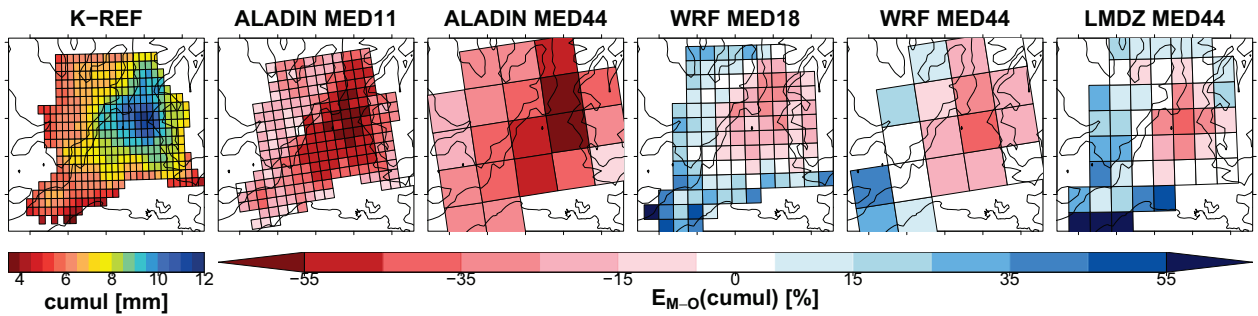 K-REF ALADIN MED11 ALADIN MED44 WRF MED18 WRF MED44 LMDZ MED44
4 6 8 10 12 −55 −35 −15 0 15 35 55
cumul [mm] E_M−O(cumul) [%]